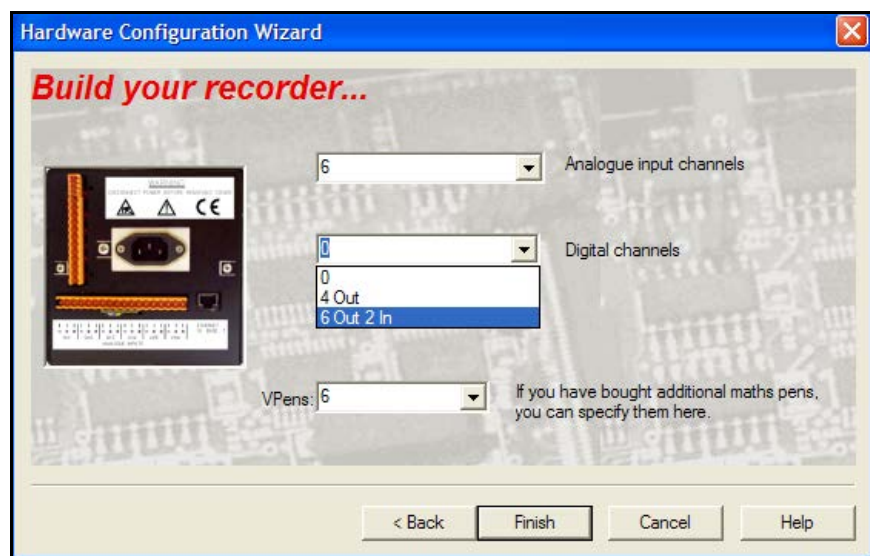 Hardware Configuration Wizard
Build your recorder...
6
Analogue input channels
WARNING
0
Digital channels
0
4 Out
6 Out 2 In
VPens: 6
If you have bought additional maths pens,
you can specify them here.
< Back
Finish
Cancel
Help